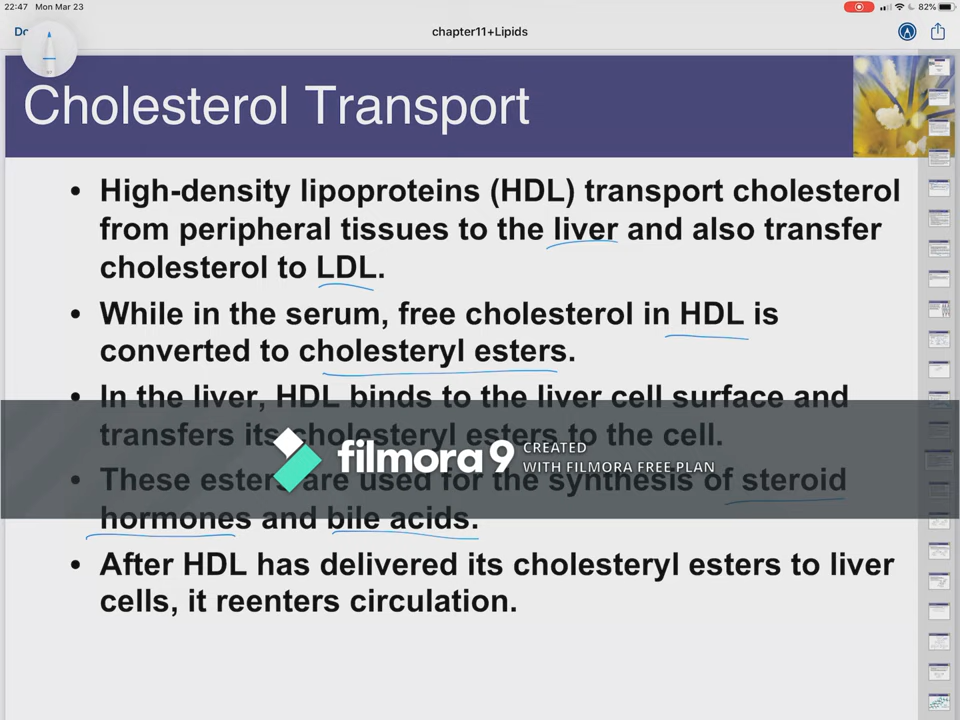 22:47 Mon Mar 23
82%
Do
chapter11+Lipids
Cholesterol Transport
• High-density lipoproteins (HDL) transport cholesterol
from peripheral tissues to the liver and also transfer
cholesterol to LDL.
• While in the serum, free cholesterol in HDL is
converted to cholesteryl esters.
• In the liver, HDL binds to the liver cell surface and
transfers its cholesteryl esters to the cell.
filmora9 CREATED
WITH FILMORA FREE PLAN
• These esters are used for the synthesis of steroid
hormones and bile acids.
• After HDL has delivered its cholesteryl esters to liver
cells, it reenters circulation.